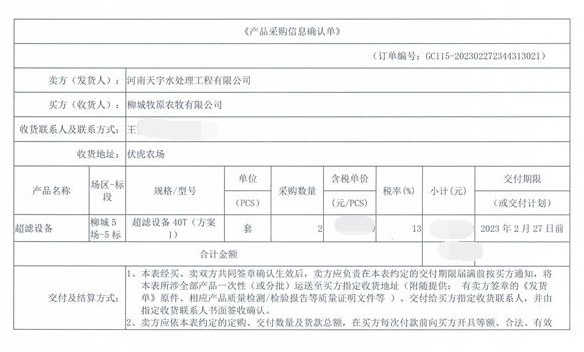 《产品采购信息确认单》
（订单编号：GC115-202302272344313021）
卖方（发货人）：河南天宇水处理工程有限公司
买方（收货人）：柳城牧原农牧有限公司
收货联系人及联系方式：王
收货地址：伏虎农场
产品名称 场区-标段 规格/型号 单位（PCS） 采购数量 含税单价（元/PCS） 税率(%) 小计(元) 交付期限（或交付计划）
超滤设备 柳城5场-5标 超滤设备 40T（方案1） 套 2 13 2023 年 2 月 27 日前
合计金额
交付及结算方式：
1、本表经买、卖双方共同签章确认生效后，卖方应负责在本表约定的交付期限届满前按买方通知，将
本表所涉全部产品一次性（或分批）运送至买方指定收货地址（附随提供： 有卖方签章的《发货
单》原件、相应产品质量检测/检验报告等质量证明文件等 ）、交付给买方指定收货联系人，并由
指定收货联系人书面签收确认。
2、卖方应依本表约定的定购、交付数量及货款总额，在买方每次付款前向买方开具等额、合法、有效